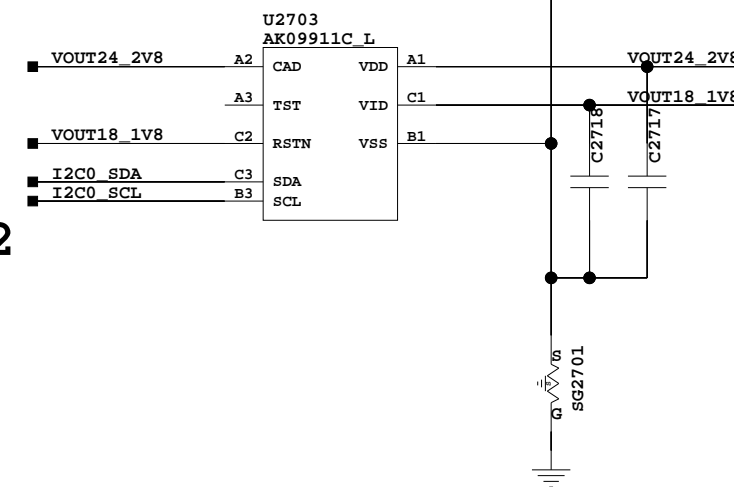 U2703
AK09911C_L
VOUT24_2V8 A2 CAD VDD A1 VOUT24_2V8
A3 TST VID C1 VOUT18_1V8
VOUT18_1V8 C2 RSTN VSS B1
C2718
C2717
I2C0_SDA C3 SDA
I2C0_SCL B3 SCL
2
S
SG2701
G